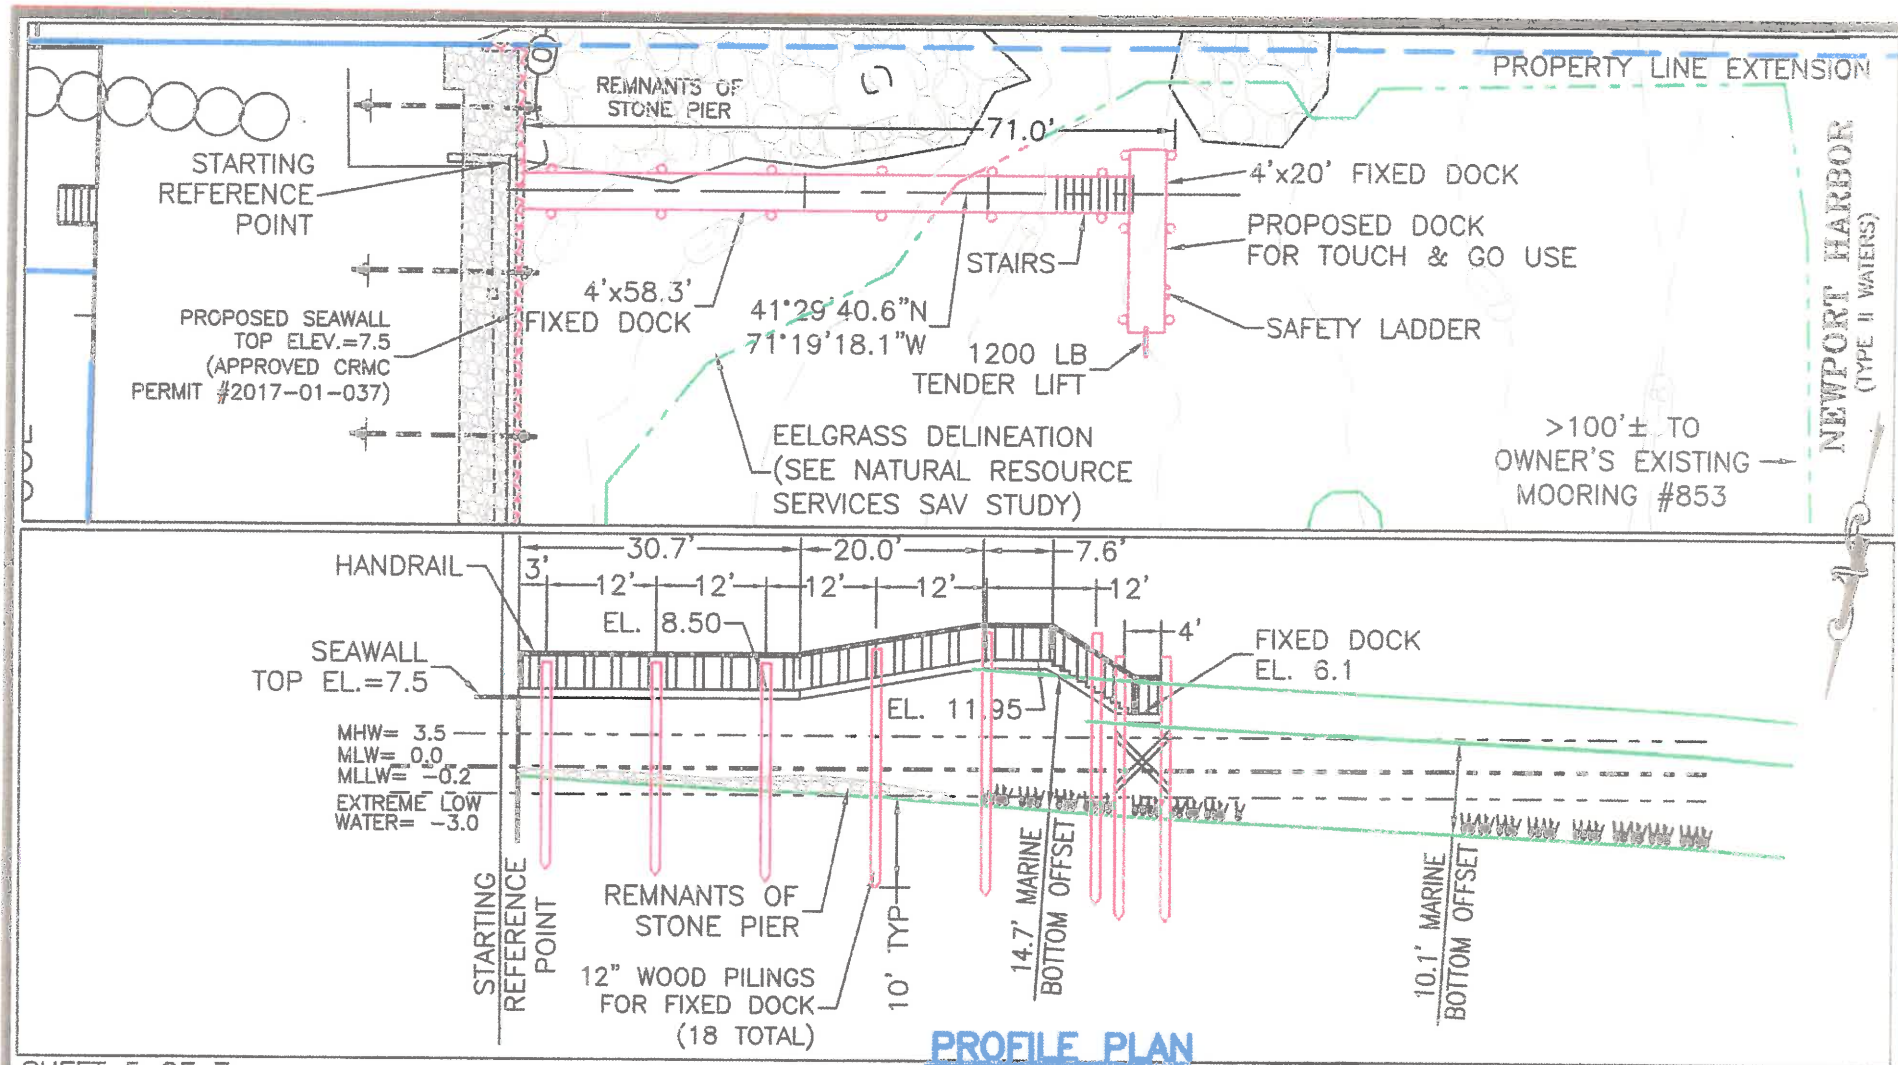 REMNANTS OF
STONE PIER
PROPERTY LINE EXTENSION
71.0'
STARTING
REFERENCE
POINT
4'x20' FIXED DOCK
PROPOSED DOCK
FOR TOUCH & GO USE
STAIRS
4'x58.3'
FIXED DOCK
41°29'40.6"N
71°19'18.1"W
SAFETY LADDER
1200 LB
TENDER LIFT
PROPOSED SEAWALL
TOP ELEV.=7.5
(APPROVED CRMC
PERMIT #2017-01-037)
EELGRASS DELINEATION
(SEE NATURAL RESOURCE
SERVICES SAV STUDY)
>100'± TO
OWNER'S EXISTING
MOORING #853
NEWPORT HARBOR
(TYPE II WATERS)
30.7'
20.0'
7.6'
HANDRAIL
3'
12'
12'
12'
12'
12'
EL. 8.50
4'
FIXED DOCK
EL. 6.1
SEAWALL
TOP EL.=7.5
EL. 11.95
MHW= 3.5
MLW= 0.0
MLLW= -0.2
EXTREME LOW
WATER= -3.0
STARTING
REFERENCE
POINT
REMNANTS OF
STONE PIER
12" WOOD PILINGS
FOR FIXED DOCK
(18 TOTAL)
10' TYP
14.7' MARINE
BOTTOM OFFSET
10.1' MARINE
BOTTOM OFFSET
PROFILE PLAN